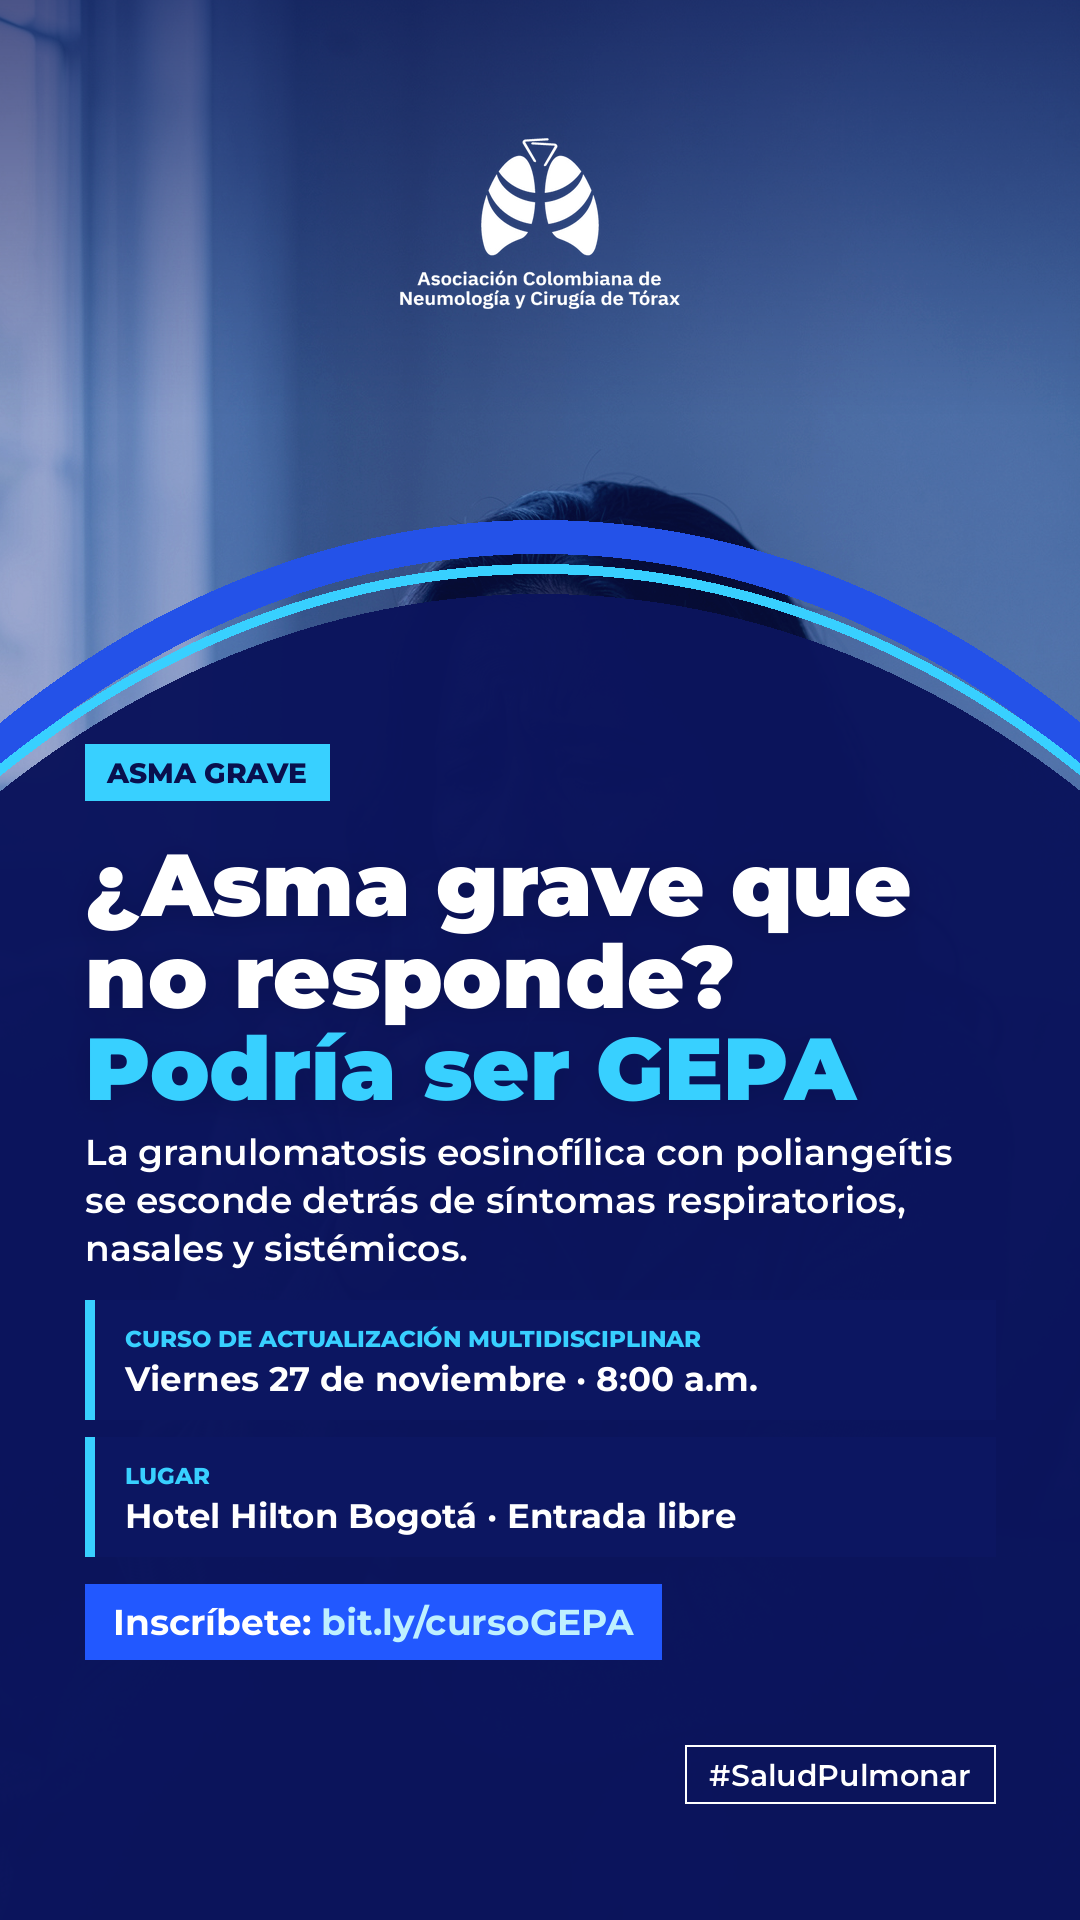 Asociación Colombiana de
Neumología y Cirugía de Tórax
ASMA GRAVE
¿Asma grave que
no responde?
Podría ser GEPA
La granulomatosis eosinofílica con poliangeítis
se esconde detrás de síntomas respiratorios,
nasales y sistémicos.
CURSO DE ACTUALIZACIÓN MULTIDISCIPLINAR
Viernes 27 de noviembre · 8:00 a.m.
LUGAR
Hotel Hilton Bogotá · Entrada libre
Inscríbete: bit.ly/cursoGEPA
#SaludPulmonar